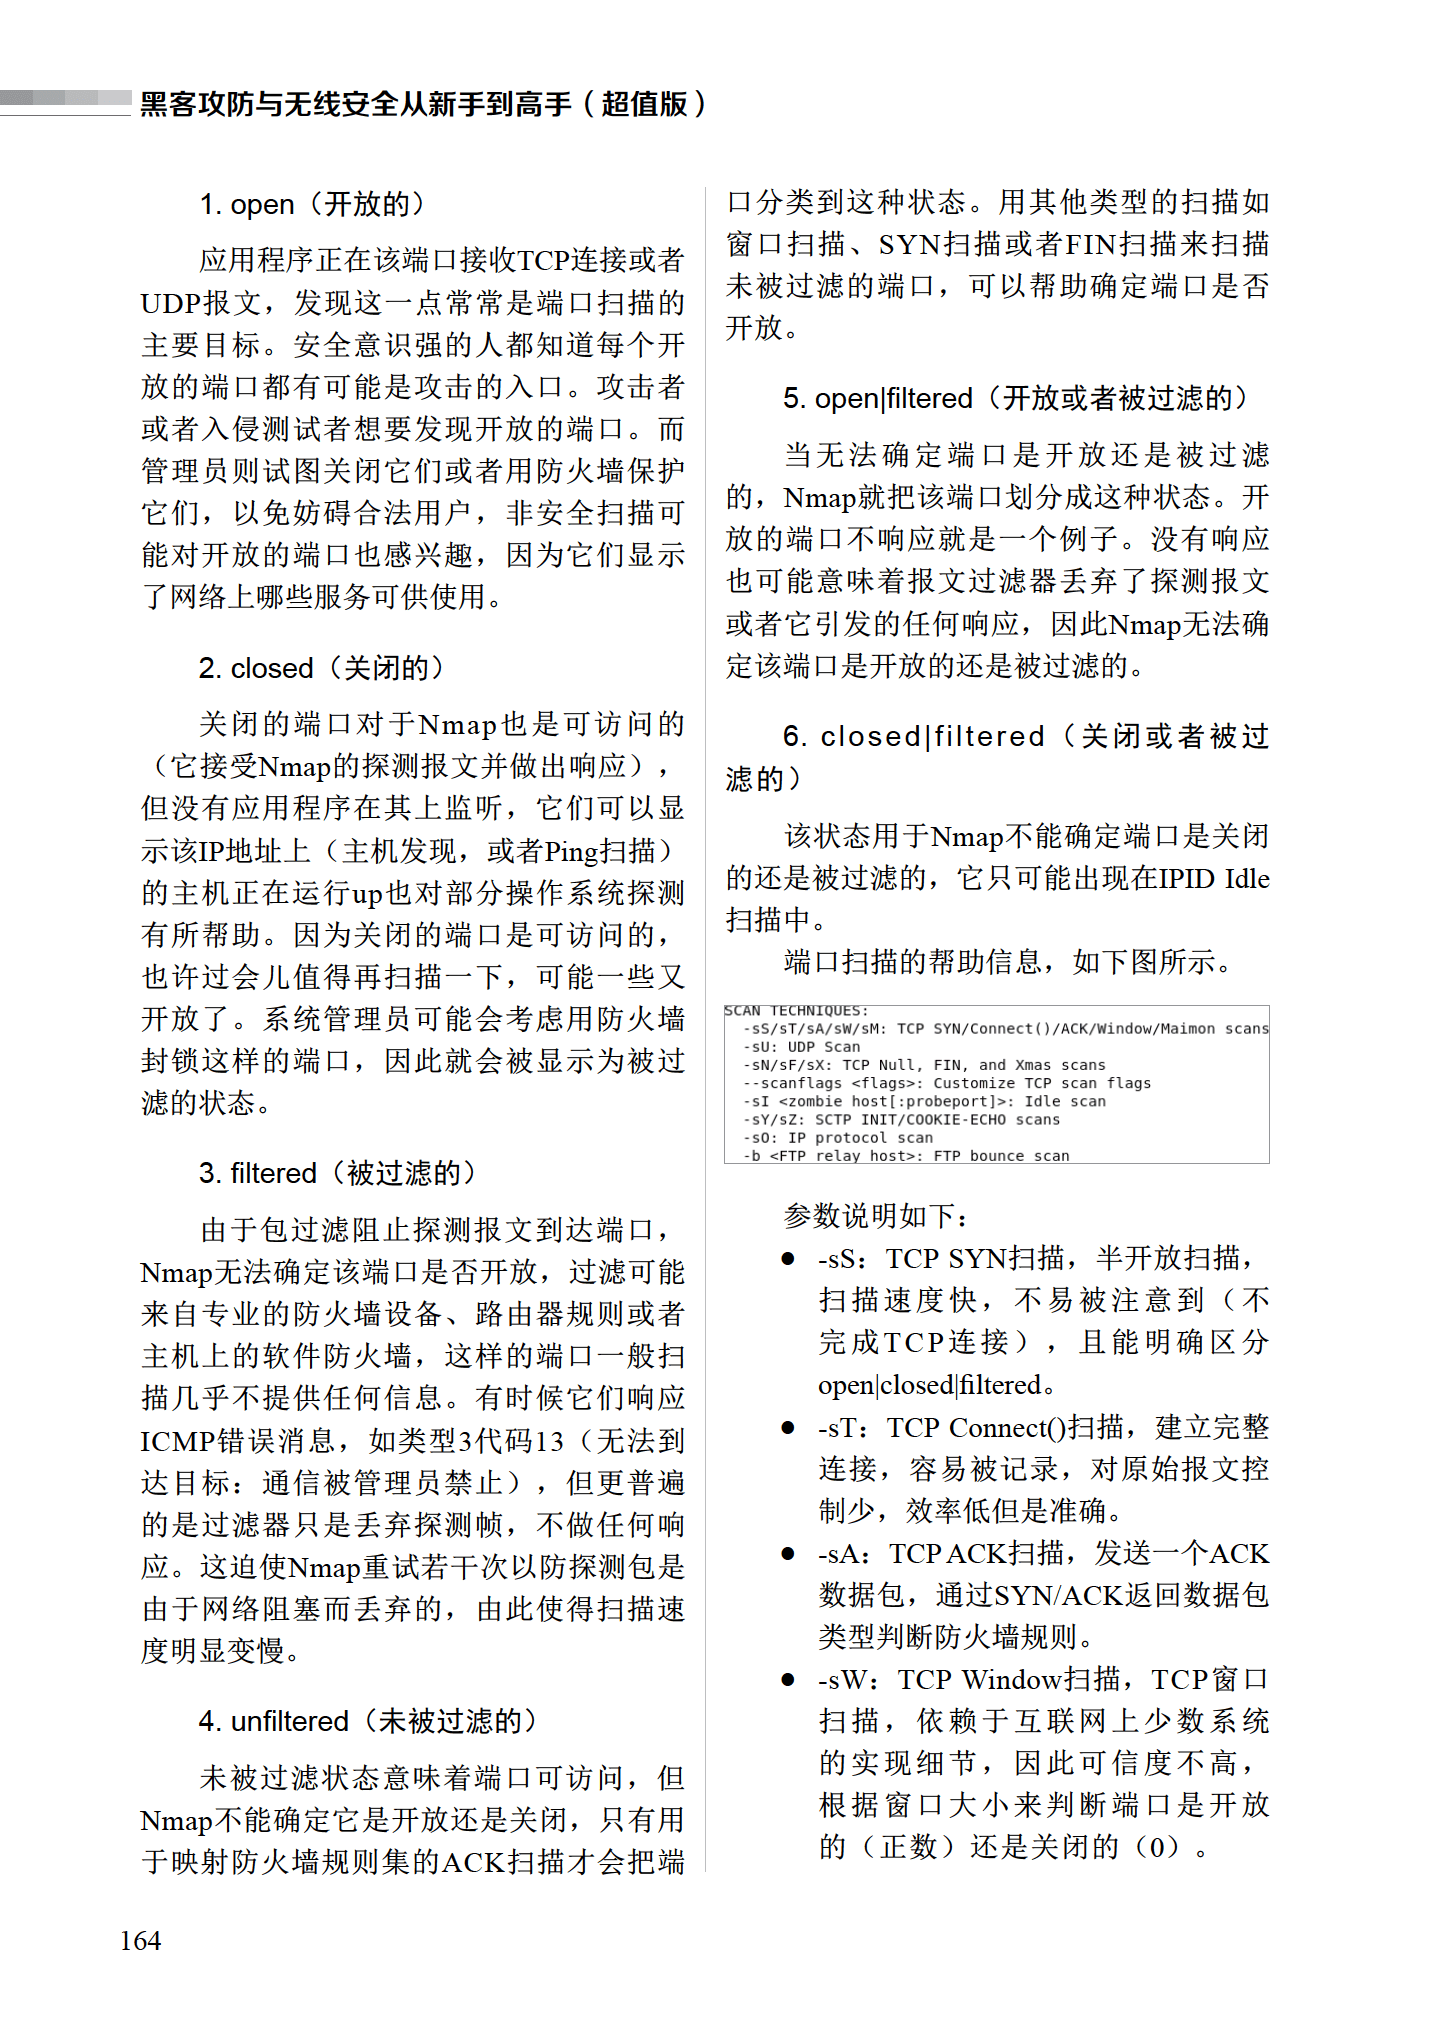 黑客攻防与无线安全从新手到高手（超值版）
1. open（开放的）
应用程序正在该端口接收TCP连接或者
UDP报文，发现这一点常常是端口扫描的
主要目标。安全意识强的人都知道每个开
放的端口都有可能是攻击的入口。攻击者
或者入侵测试者想要发现开放的端口。而
管理员则试图关闭它们或者用防火墙保护
它们，以免妨碍合法用户，非安全扫描可
能对开放的端口也感兴趣，因为它们显示
了网络上哪些服务可供使用。
2. closed（关闭的）
关闭的端口对于Nmap也是可访问的
（它接受Nmap的探测报文并做出响应），
但没有应用程序在其上监听，它们可以显
示该IP地址上（主机发现，或者Ping扫描）
的主机正在运行up也对部分操作系统探测
有所帮助。因为关闭的端口是可访问的，
也许过会儿值得再扫描一下，可能一些又
开放了。系统管理员可能会考虑用防火墙
封锁这样的端口，因此就会被显示为被过
滤的状态。
3. filtered（被过滤的）
由于包过滤阻止探测报文到达端口，
Nmap无法确定该端口是否开放，过滤可能
来自专业的防火墙设备、路由器规则或者
主机上的软件防火墙，这样的端口一般扫
描几乎不提供任何信息。有时候它们响应
ICMP错误消息，如类型3代码13（无法到
达目标：通信被管理员禁止），但更普遍
的是过滤器只是丢弃探测帧，不做任何响
应。这迫使Nmap重试若干次以防探测包是
由于网络阻塞而丢弃的，由此使得扫描速
度明显变慢。
4. unfiltered（未被过滤的）
未被过滤状态意味着端口可访问，但
Nmap不能确定它是开放还是关闭，只有用
于映射防火墙规则集的ACK扫描才会把端
口分类到这种状态。用其他类型的扫描如
窗口扫描、SYN扫描或者FIN扫描来扫描
未被过滤的端口，可以帮助确定端口是否
开放。
5. open|filtered（开放或者被过滤的）
当无法确定端口是开放还是被过滤
的，Nmap就把该端口划分成这种状态。开
放的端口不响应就是一个例子。没有响应
也可能意味着报文过滤器丢弃了探测报文
或者它引发的任何响应，因此Nmap无法确
定该端口是开放的还是被过滤的。
6. closed|filtered（关闭或者被过
滤的）
该状态用于Nmap不能确定端口是关闭
的还是被过滤的，它只可能出现在IPID Idle
扫描中。
端口扫描的帮助信息，如下图所示。
SCAN TECHNIQUES:
-sS/sT/sA/sW/sM: TCP SYN/Connect()/ACK/Window/Maimon scans
-sU: UDP Scan
-sN/sF/sX: TCP Null, FIN, and Xmas scans
--scanflags <flags>: Customize TCP scan flags
-sI <zombie host[:probeport]>: Idle scan
-sY/sZ: SCTP INIT/COOKIE-ECHO scans
-sO: IP protocol scan
-b <FTP relay host>: FTP bounce scan
参数说明如下：
● -sS：TCP SYN扫描，半开放扫描，
扫描速度快，不易被注意到（不
完成TCP连接），且能明确区分
open|closed|filtered。
● -sT：TCP Connect()扫描，建立完整
连接，容易被记录，对原始报文控
制少，效率低但是准确。
● -sA：TCP ACK扫描，发送一个ACK
数据包，通过SYN/ACK返回数据包
类型判断防火墙规则。
● -sW：TCP Window扫描，TCP窗口
扫描，依赖于互联网上少数系统
的实现细节，因此可信度不高，
根据窗口大小来判断端口是开放
的（正数）还是关闭的（0）。
164